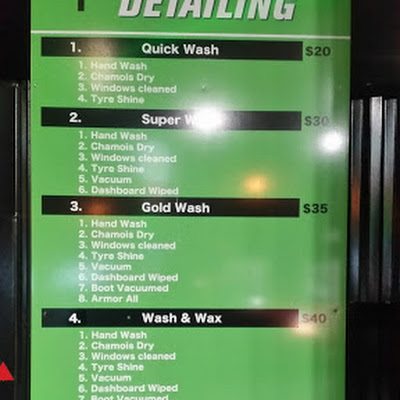 DETAILING
1. Quick Wash $20
1. Hand Wash
2. Chamois Dry
3. Windows cleaned
4. Tyre Shine
2. Super $30
1. Hand Wash
2. Chamois Dry
3. Windows cleaned
4. Tyre Shine
5. Vacuum
6. Dashboard Wiped
3. Gold Wash $35
1. Hand Wash
2. Chamois Dry
3. Windows cleaned
4. Tyre Shine
5. Vacuum
6. Dashboard Wiped
7. Boot Vacuumed
8. Armor All
4. Wash & Wax $40
1. Hand Wash
2. Chamois Dry
3. Windows cleaned
4. Tyre Shine
5. Vacuum
6. Dashboard Wiped
7. Boot Vacuumed